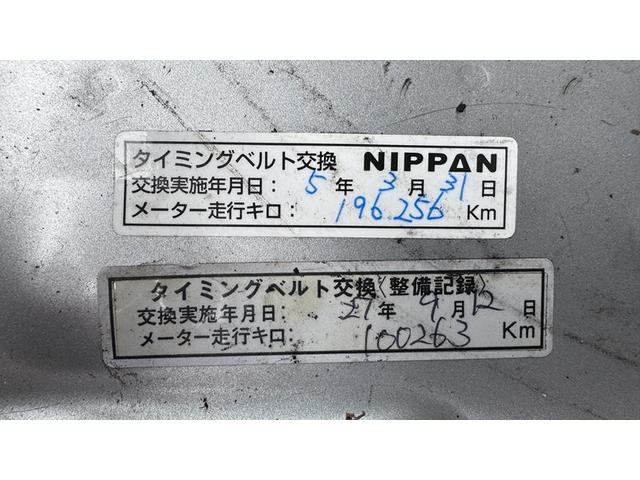 タイミングベルト交換 NIPPAN
交換実施年月日: 5 年 3 月 31 日
メーター走行キロ: 196256 Km
タイミングベルト交換〈整備記録〉
交換実施年月日: 27 年 9 月 12 日
メーター走行キロ: 100263 Km